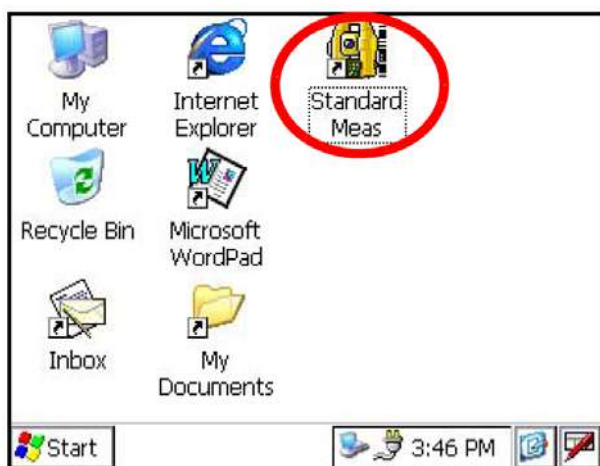 My
Computer
Internet
Explorer
Standard
Meas
Recycle Bin
Microsoft
WordPad
Inbox
My
Documents
Start
3:46 PM